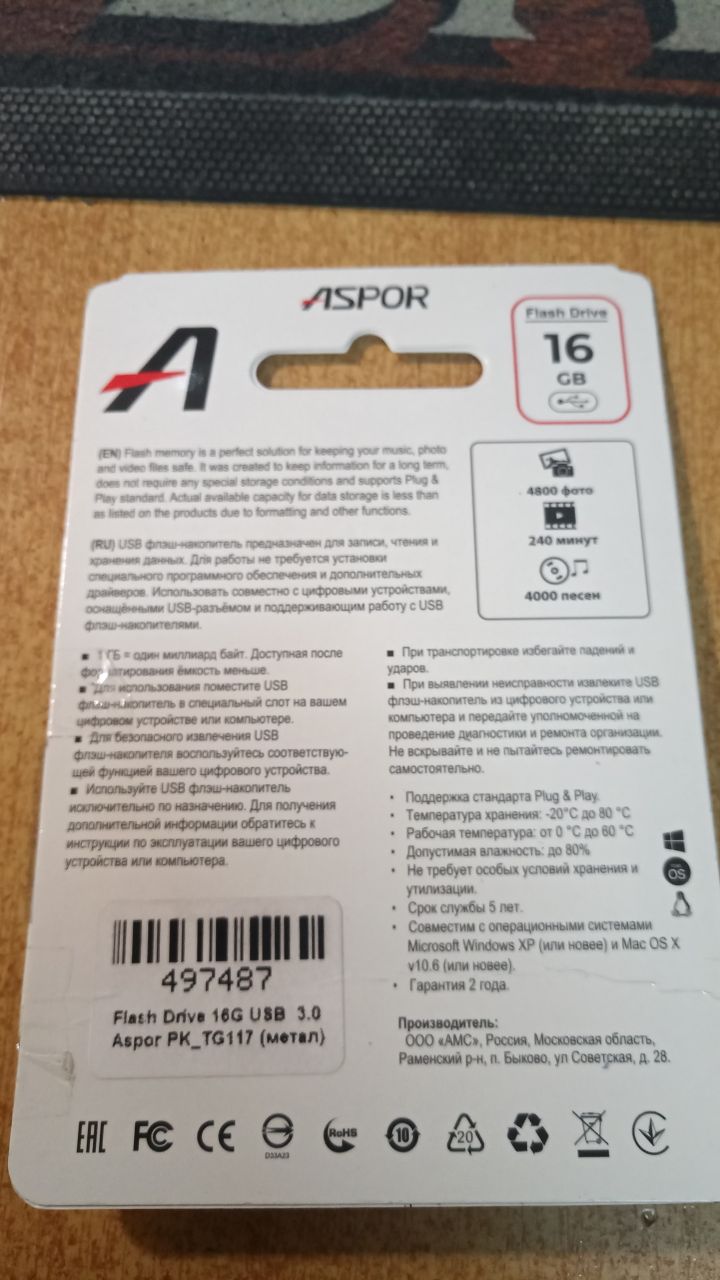 ASPOR
Flash Drive
16
GB
(EN) Flash memory is a perfect solution for keeping your music, photo
and video files safe. It was created to keep information for a long term,
does not require any special storage conditions and supports Plug &
Play standard. Actual available capacity for data storage is less than
as listed on the products due to formatting and other functions.
4800 фото
240 минут
4000 песен
(RU) USB флэш-накопитель предназначен для записи, чтения и
хранения данных. Для работы не требуется установки
специального программного обеспечения и дополнительных
драйверов. Использовать совместно с цифровыми устройствами,
оснащёнными USB-разъёмом и поддерживающим работу с USB
флэш-накопителями.
▪ 1 ГБ = один миллиард байт. Доступная после
форматирования ёмкость меньше.
▪ Для использования поместите USB
флэш-накопитель в специальный слот на вашем
цифровом устройстве или компьютере.
▪ Для безопасного извлечения USB
флэш-накопителя воспользуйтесь соответствую-
щей функцией вашего цифрового устройства.
▪ Используйте USB флэш-накопитель
исключительно по назначению. Для получения
дополнительной информации обратитесь к
инструкции по эксплуатации вашего цифрового
устройства или компьютера.
▪ При транспортировке избегайте падений и
ударов.
▪ При выявлении неисправности извлеките USB
флэш-накопитель из цифрового устройства или
компьютера и передайте уполномоченной на
проведение диагностики и ремонта организации.
Не вскрывайте и не пытайтесь ремонтировать
самостоятельно.
• Поддержка стандарта Plug & Play.
• Температура хранения: -20°C до 80 °C
• Рабочая температура: от 0 °C до 60 °C
• Допустимая влажность: до 80%
• Не требует особых условий хранения и
утилизации.
• Срок службы 5 лет.
• Совместим с операционными системами
Microsoft Windows XP (или новее) и Mac OS X
v10.6 (или новее).
• Гарантия 2 года.
OS
497487
Flash Drive 16G USB 3.0
Aspor PK_TG117 (метал)
Производитель:
ООО «АМС», Россия, Московская область,
Раменский р-н, п. Быково, ул Советская, д. 28.
EAC FC CE D33A23 RoHS 10 20